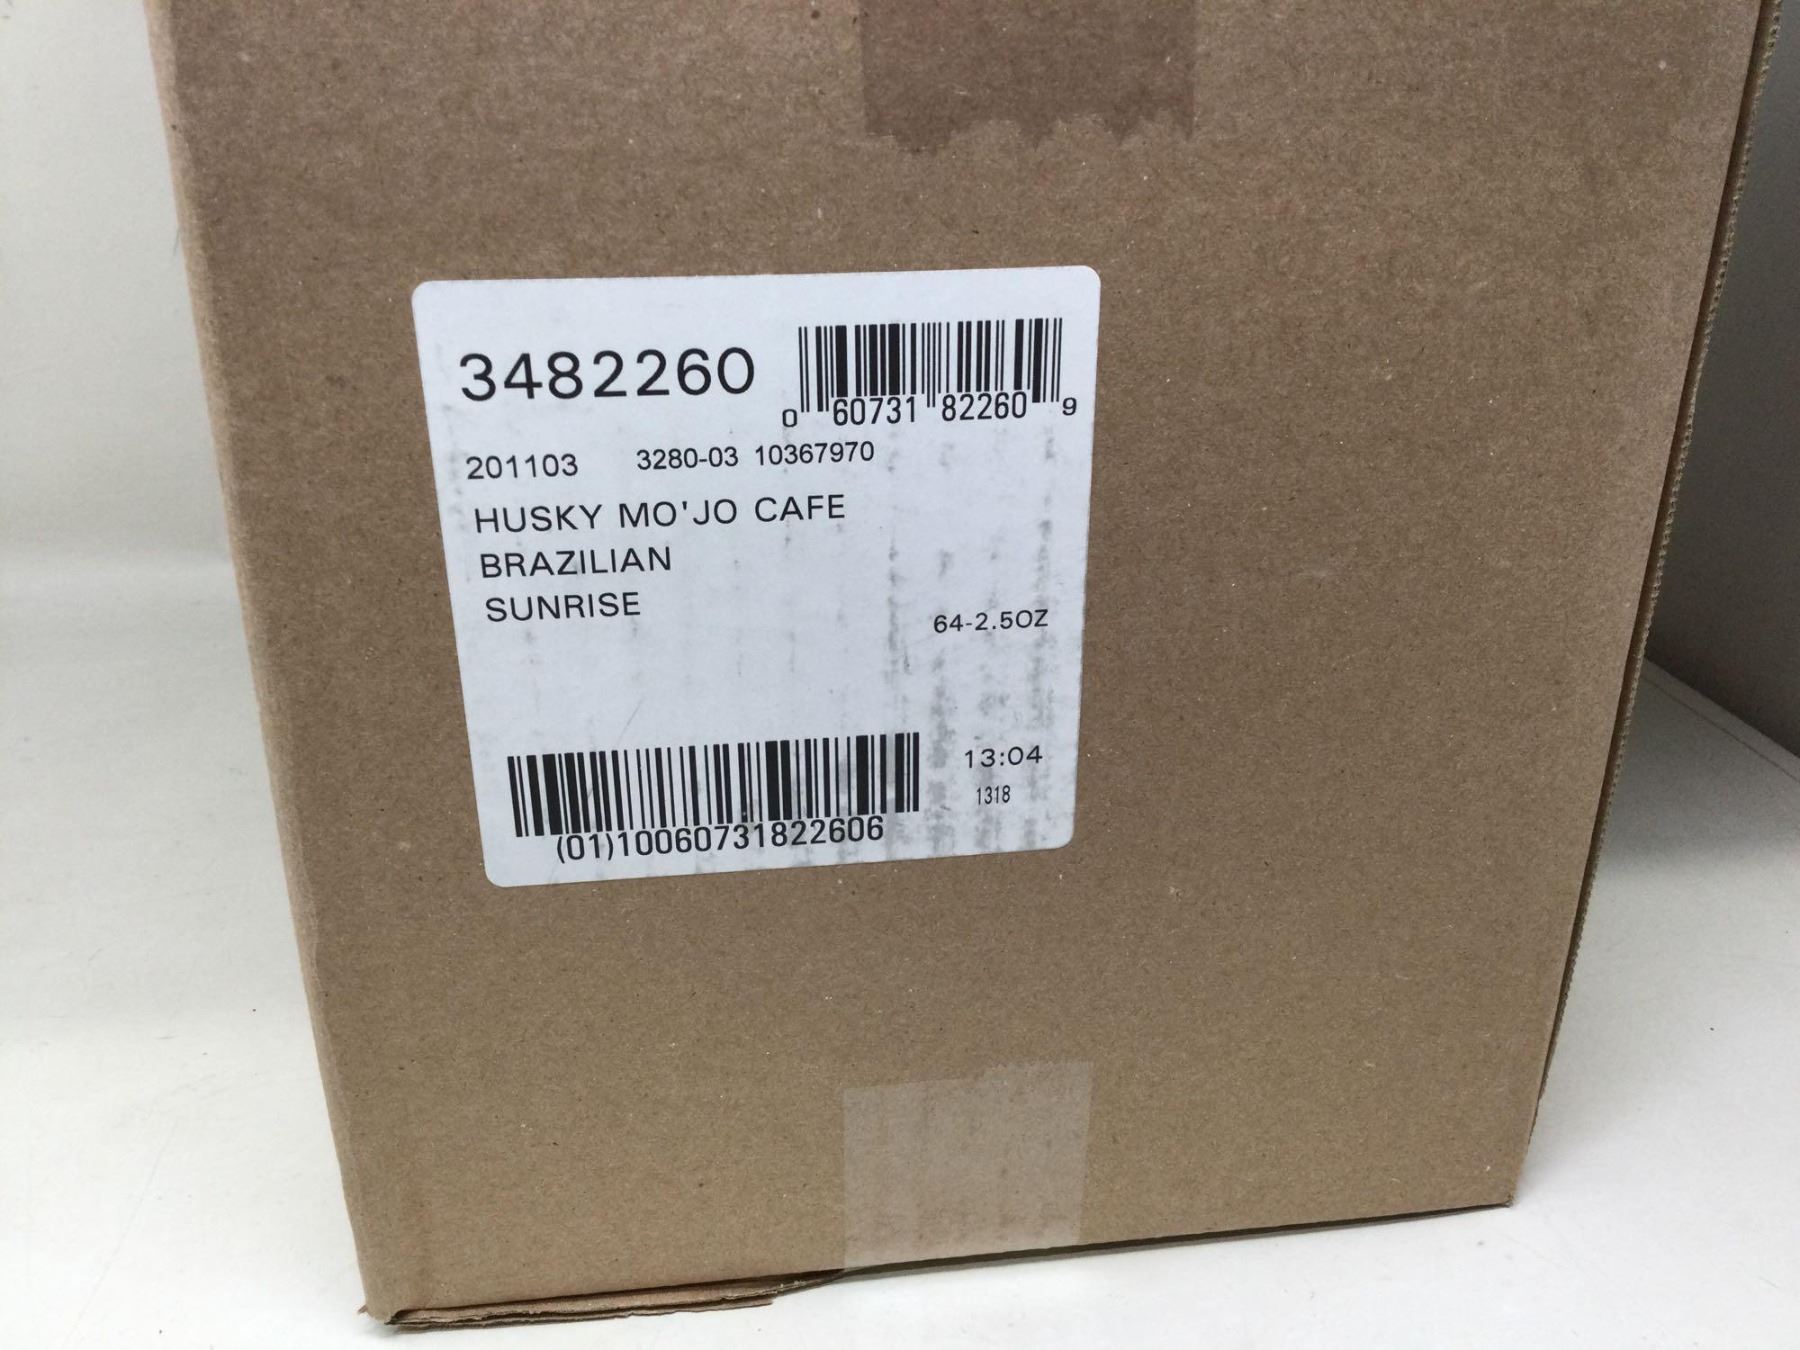 3482260
0 60731 82260 9
201103 3280-03 10367970
HUSKY MO'JO CAFE
BRAZILIAN
SUNRISE
64-2.5OZ
13:04
1318
(01)10060731822606